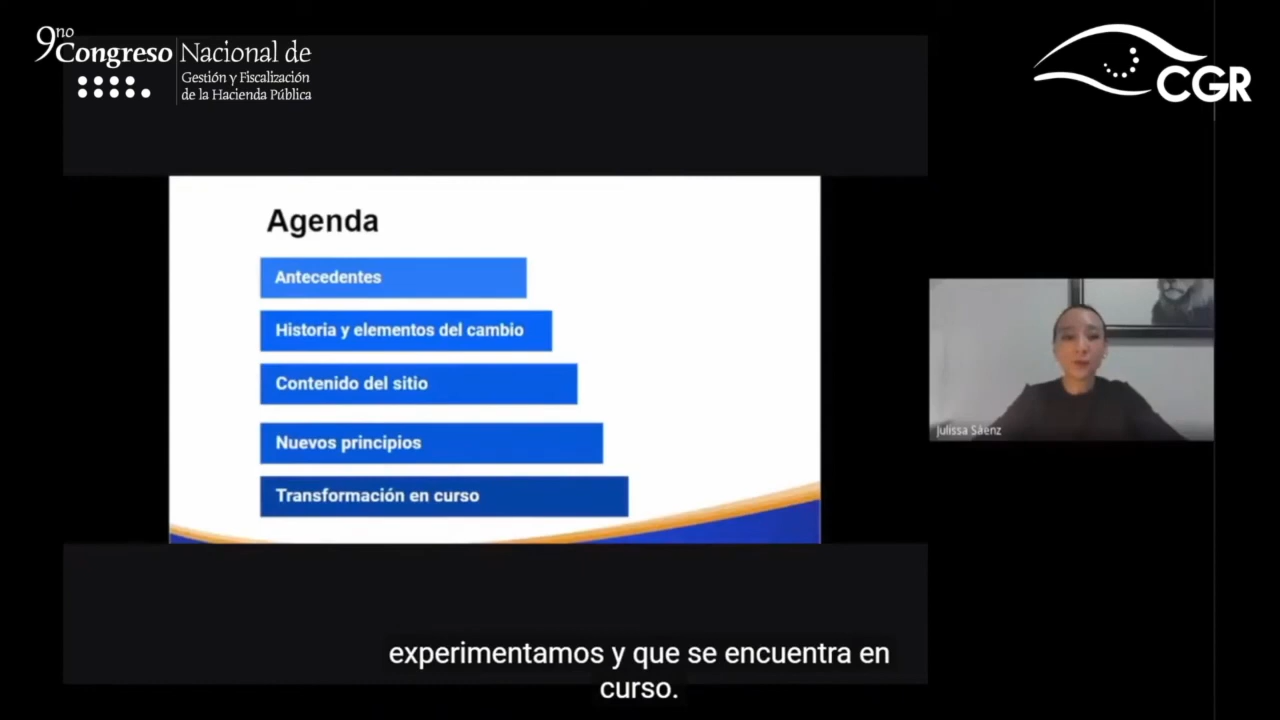 9no Congreso
Nacional de
Gestión y Fiscalización
de la Hacienda Pública
CGR
Agenda
Antecedentes
Historia y elementos del cambio
Contenido del sitio
Nuevos principios
Transformación en curso
Julissa Sáenz
experimentamos y que se encuentra en
curso.